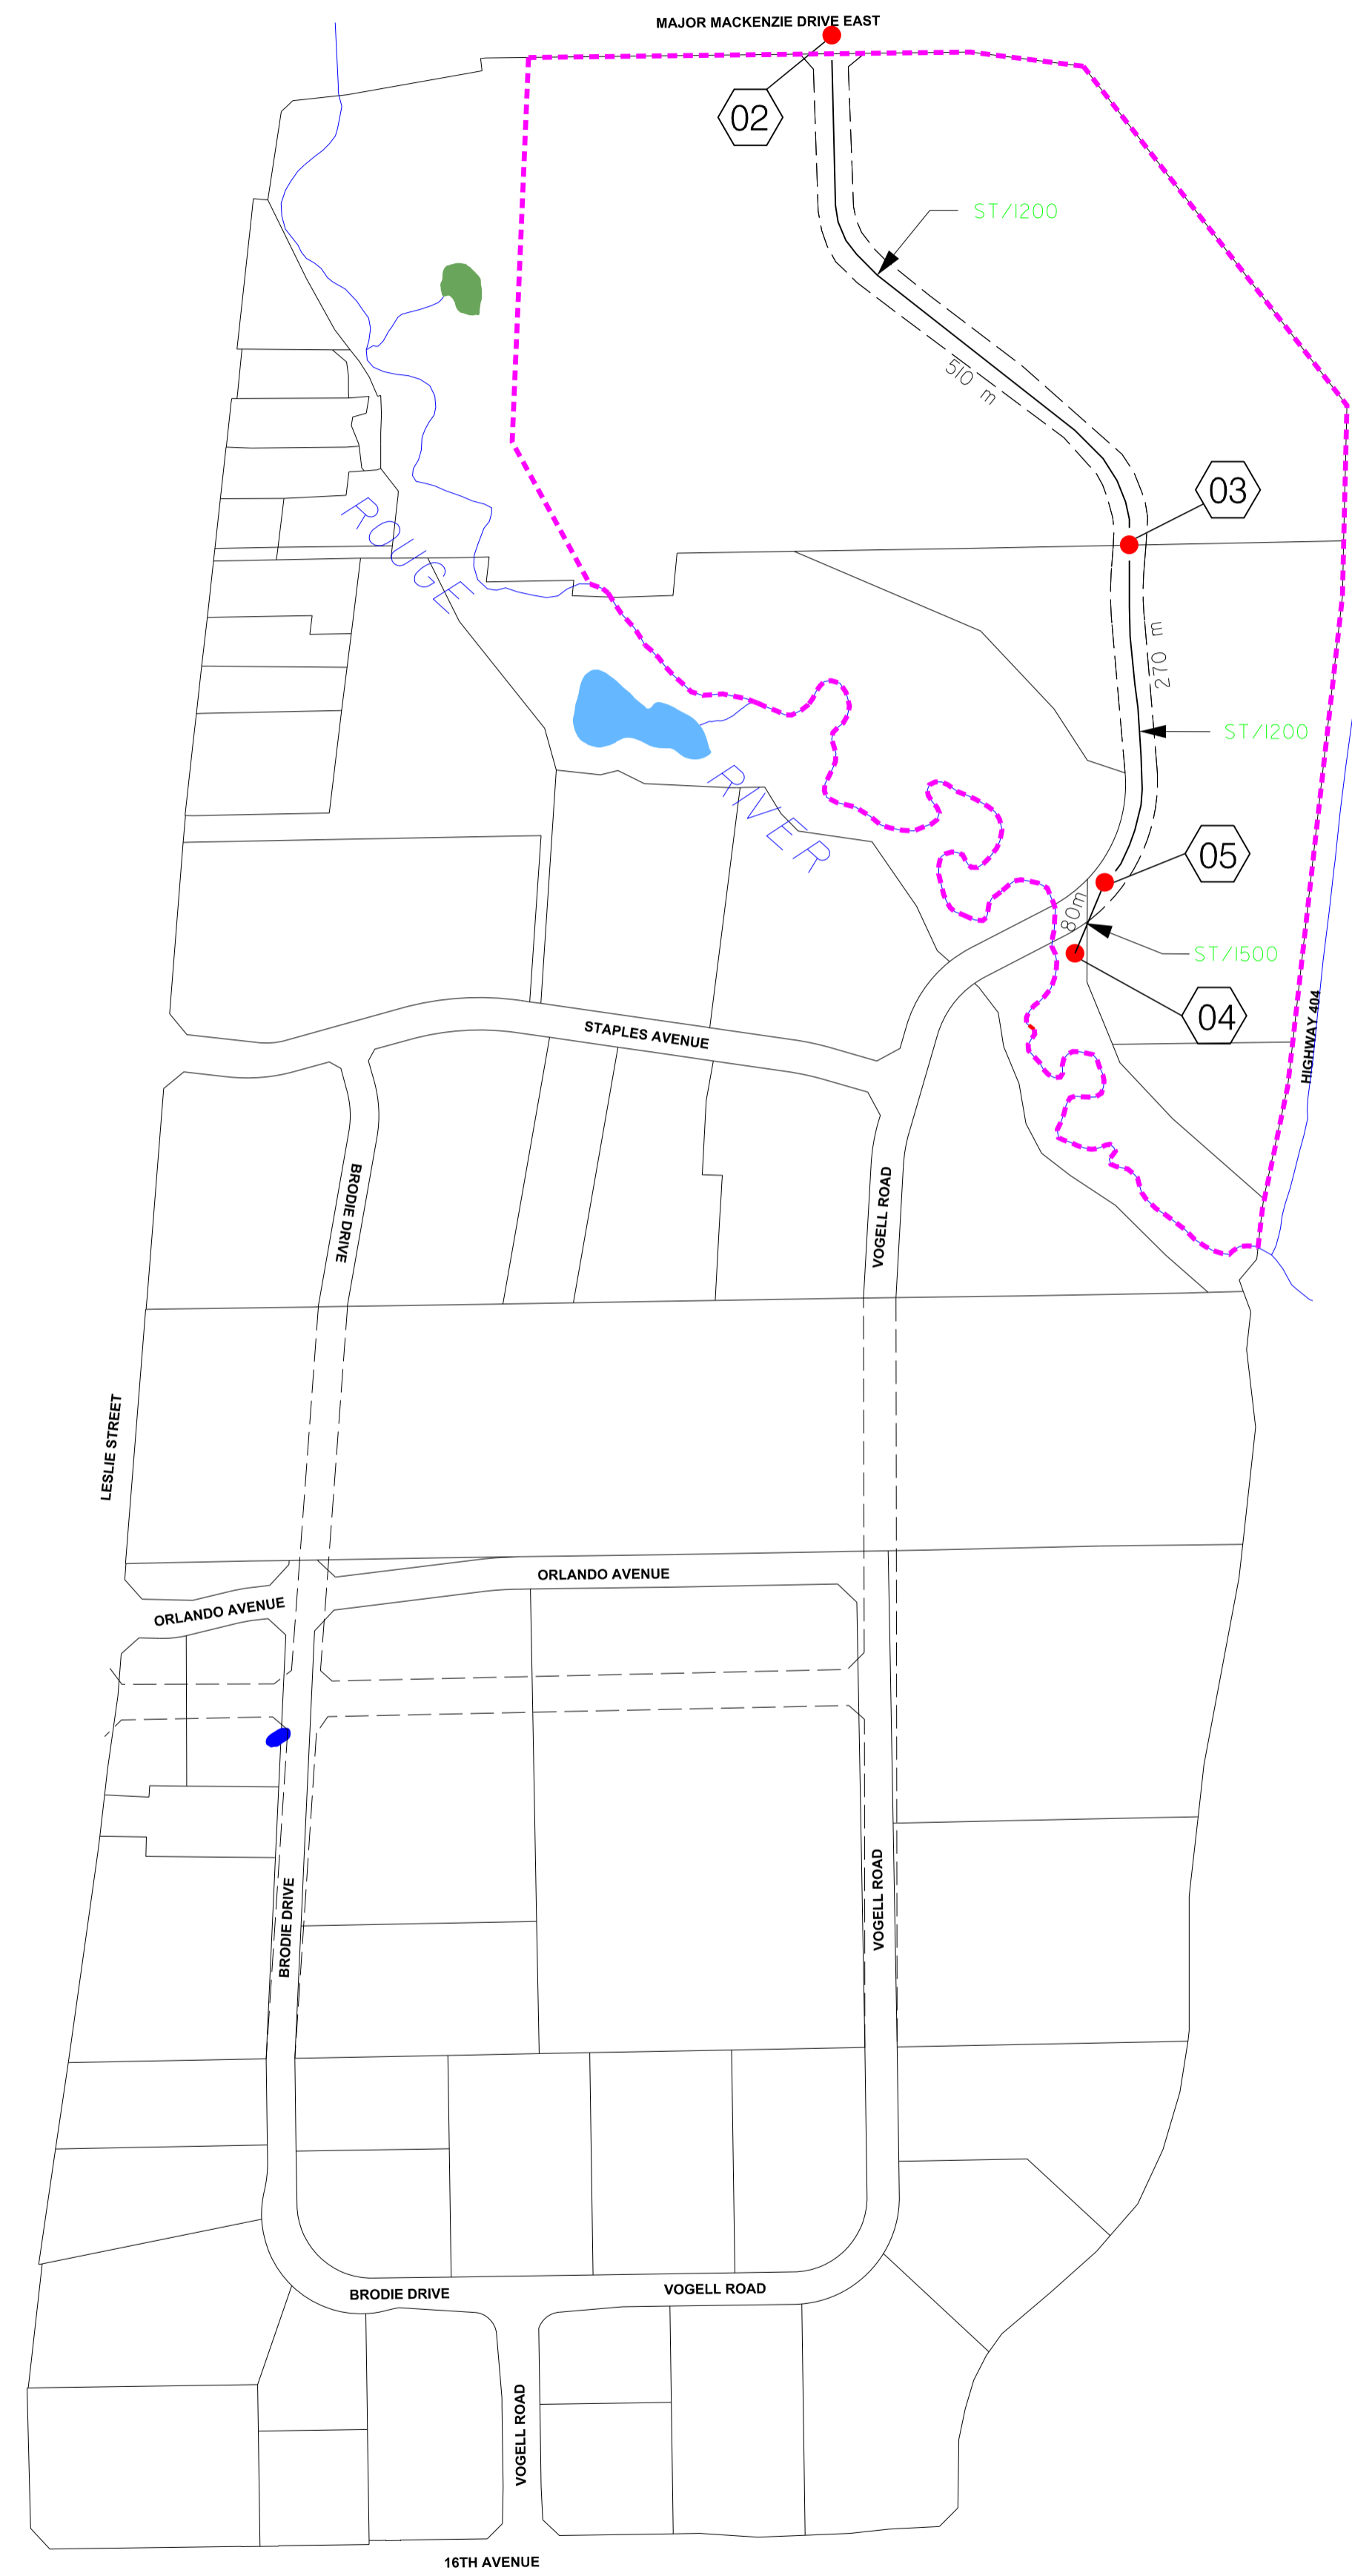 MAJOR MACKENZIE DRIVE EAST
02
ST/1200
510 m
03
ROUGE
270 m
ST/1200
RIVER
05
80m
ST/1500
04
HIGHWAY 404
STAPLES AVENUE
BRODIE DRIVE
VOGELL ROAD
LESLIE STREET
ORLANDO AVENUE
ORLANDO AVENUE
BRODIE DRIVE
VOGELL ROAD
BRODIE DRIVE
VOGELL ROAD
VOGELL ROAD
16TH AVENUE